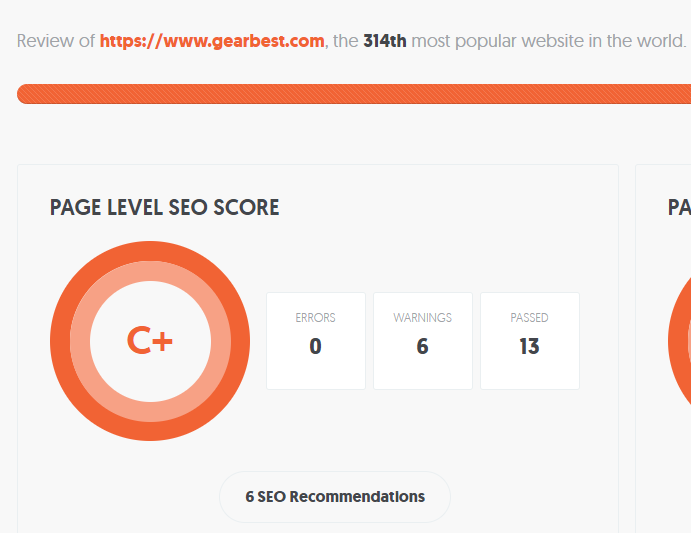 Review of https://www.gearbest.com, the 314th most popular website in the world.
PAGE LEVEL SEO SCORE
PA
C+
ERRORS
0
WARNINGS
6
PASSED
13
6 SEO Recommendations